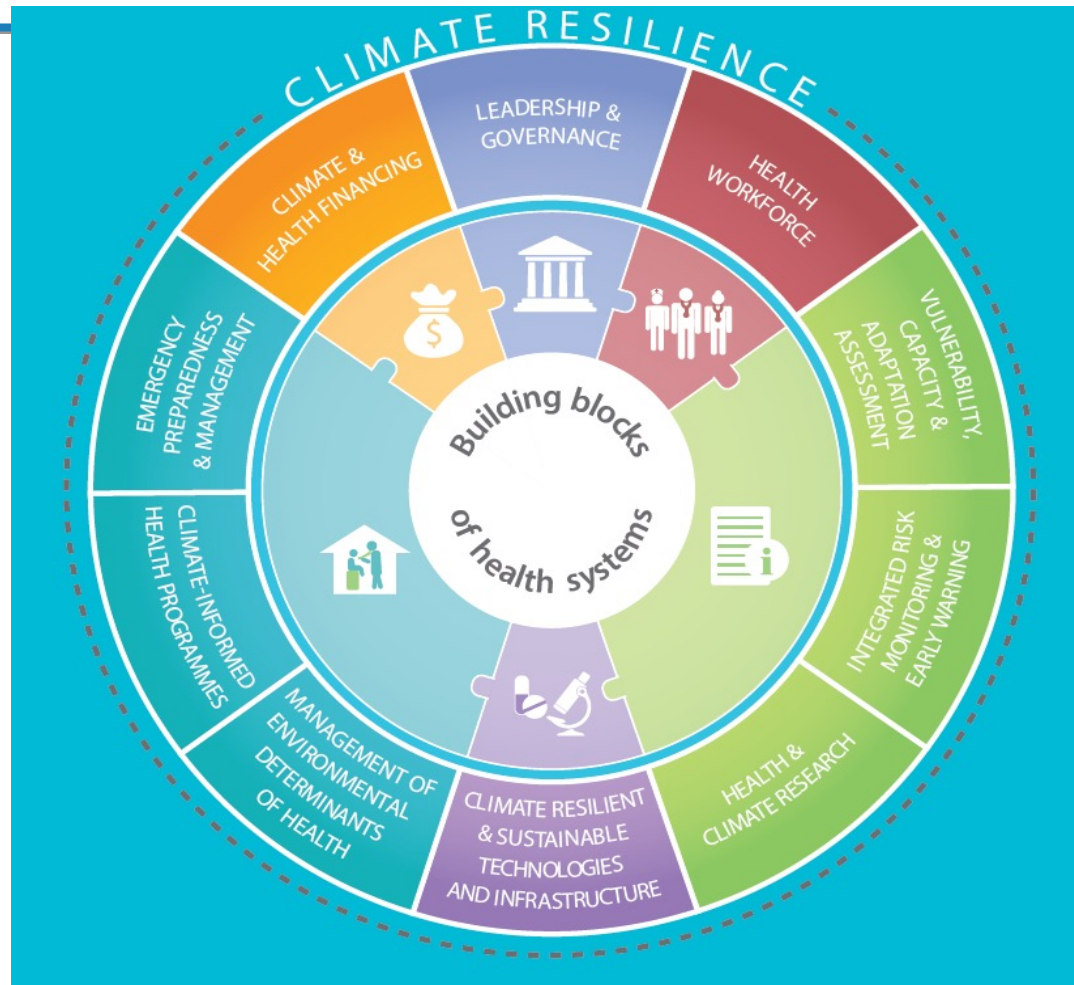 CLIMATE RESILIENCE
LEADERSHIP &
GOVERNANCE
HEALTH
WORKFORCE
VULNERABILITY,
CAPACITY &
ADAPTATION
ASSESSMENT
INTEGRATED RISK
MONITORING &
EARLY WARNING
HEALTH &
CLIMATE RESEARCH
CLIMATE RESILIENT
& SUSTAINABLE
TECHNOLOGIES
AND INFRASTRUCTURE
MANAGEMENT OF
ENVIRONMENTAL
DETERMINANTS
OF HEALTH
CLIMATE-INFORMED
HEALTH PROGRAMMES
EMERGENCY
PREPAREDNESS
& MANAGEMENT
CLIMATE &
HEALTH FINANCING
$
i
Building blocks
of health systems